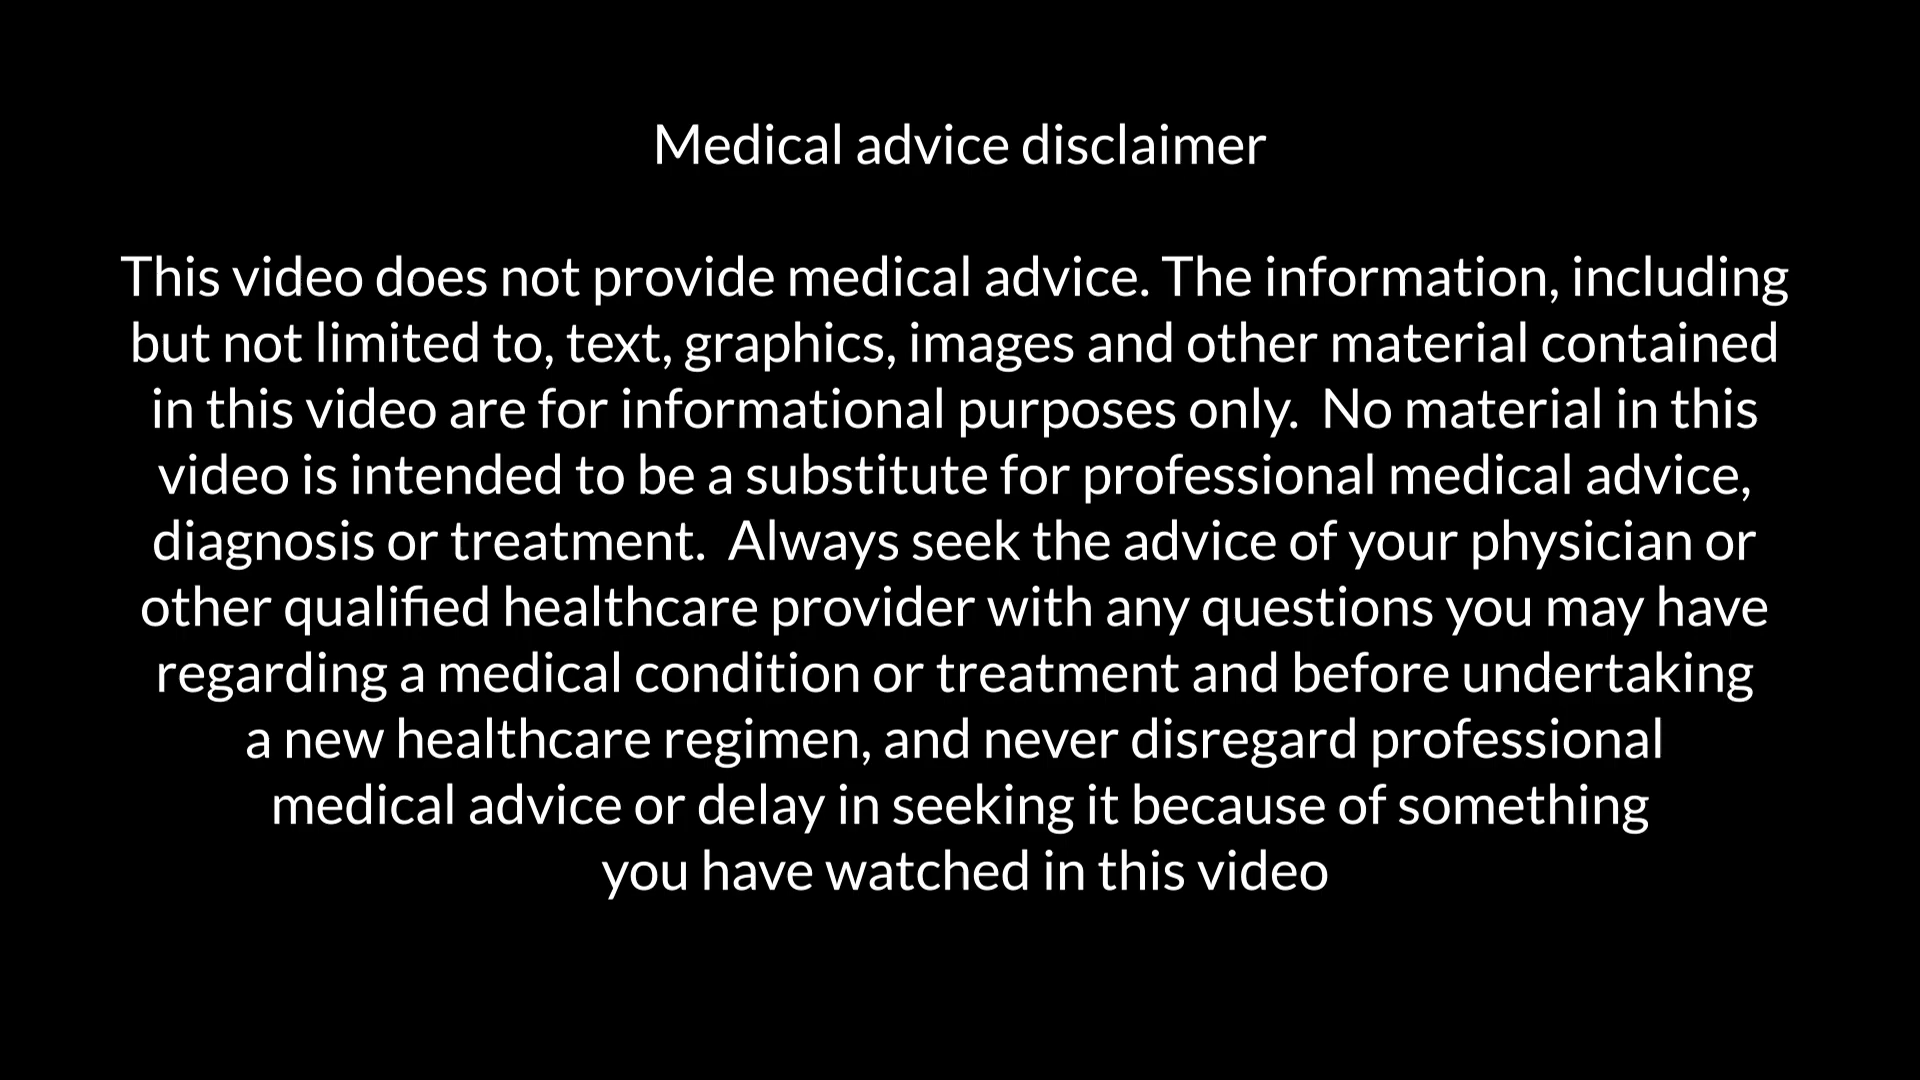 Medical advice disclaimer
This video does not provide medical advice. The information, including
but not limited to, text, graphics, images and other material contained
in this video are for informational purposes only.  No material in this
video is intended to be a substitute for professional medical advice,
diagnosis or treatment.  Always seek the advice of your physician or
other qualified healthcare provider with any questions you may have
regarding a medical condition or treatment and before undertaking
a new healthcare regimen, and never disregard professional
medical advice or delay in seeking it because of something
you have watched in this video